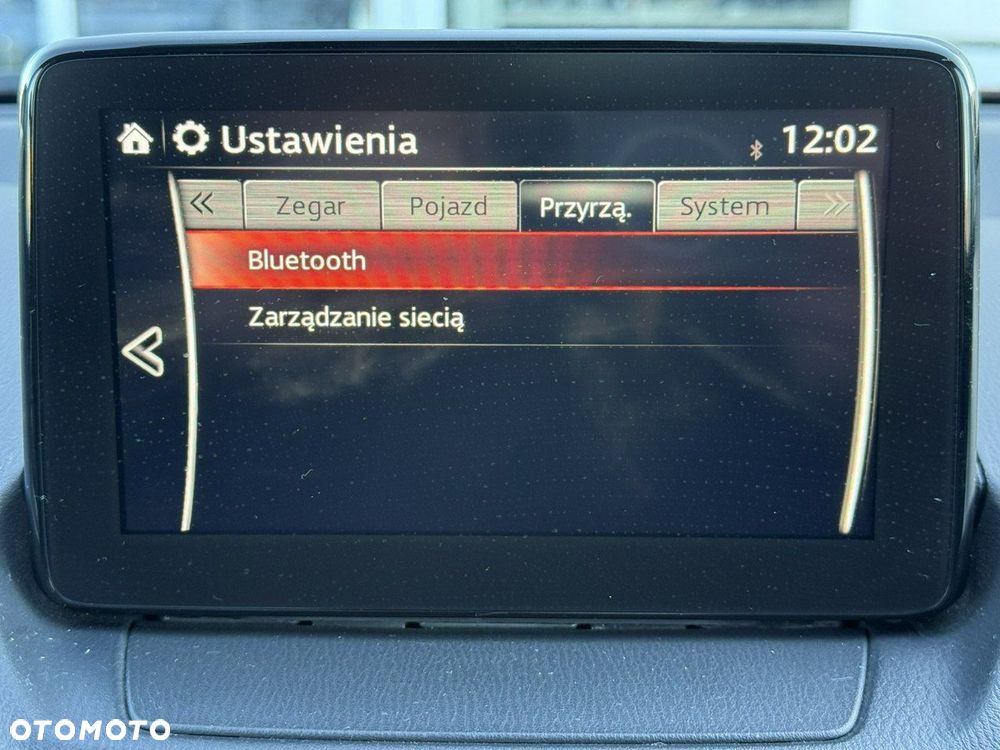 Ustawienia
12:02
« Zegar Pojazd Przyrzą. System »
Bluetooth
Zarządzanie siecią
OTOMOTO